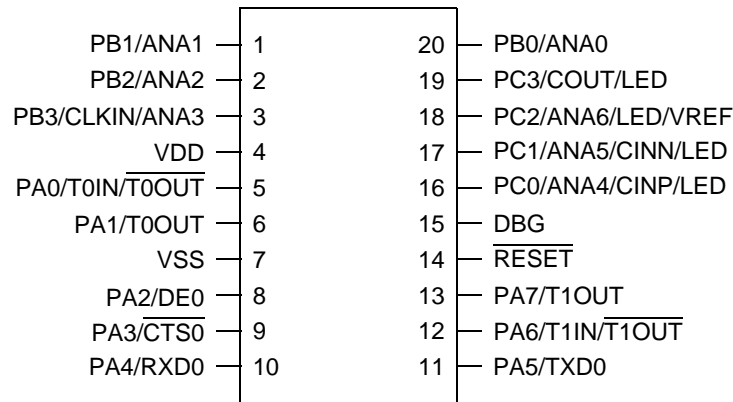 PB1/ANA1 1 20 PB0/ANA0
PB2/ANA2 2 19 PC3/COUT/LED
PB3/CLKIN/ANA3 3 18 PC2/ANA6/LED/VREF
VDD 4 17 PC1/ANA5/CINN/LED
PA0/T0IN/T0OUT 5 16 PC0/ANA4/CINP/LED
PA1/T0OUT 6 15 DBG
VSS 7 14 RESET
PA2/DE0 8 13 PA7/T1OUT
PA3/CTS0 9 12 PA6/T1IN/T1OUT
PA4/RXD0 10 11 PA5/TXD0